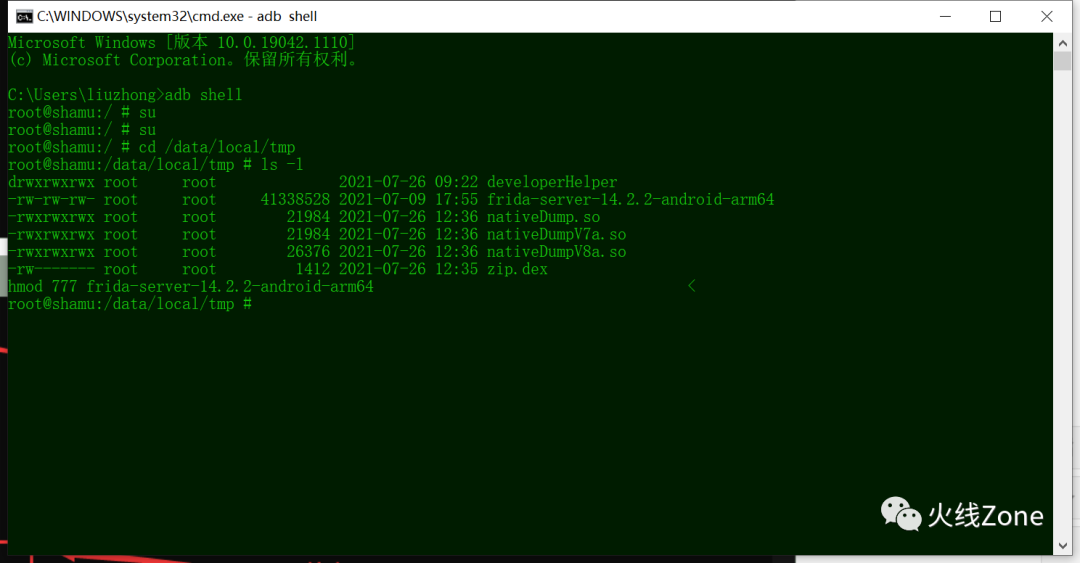 C:\WINDOWS\system32\cmd.exe - adb  shell
Microsoft Windows [版本 10.0.19042.1110]
(c) Microsoft Corporation。保留所有权利。
C:\Users\liuzhong>adb shell
root@shamu:/ # su
root@shamu:/ # su
root@shamu:/ # cd /data/local/tmp
root@shamu:/data/local/tmp # ls -l
drwxrwxrwx root     root              2021-07-26 09:22 developerHelper
-rw-rw-rw- root     root     41338528 2021-07-09 17:55 frida-server-14.2.2-android-arm64
-rwxrwxrwx root     root        21984 2021-07-26 12:36 nativeDump.so
-rwxrwxrwx root     root        21984 2021-07-26 12:36 nativeDumpV7a.so
-rwxrwxrwx root     root        26376 2021-07-26 12:36 nativeDumpV8a.so
-rw------- root     root         1412 2021-07-26 12:35 zip.dex
hmod 777 frida-server-14.2.2-android-arm64                                    <
root@shamu:/data/local/tmp #
火线Zone